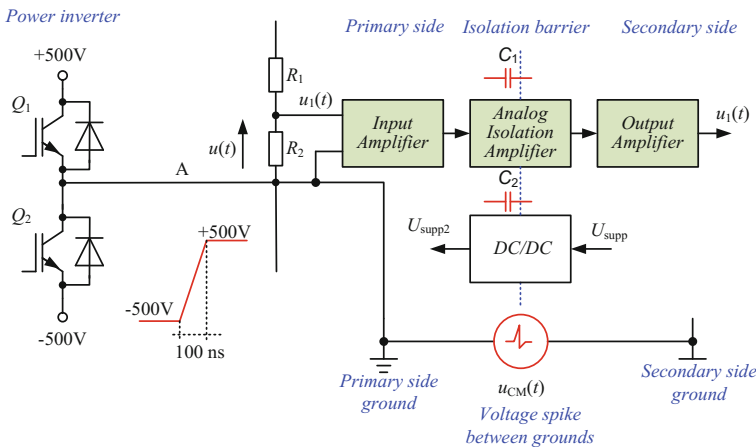 Power inverter
Primary side
Isolation barrier
Secondary side
+500V
C1
R1
u1(t)
Q1
Input
Amplifier
Analog
Isolation
Amplifier
Output
Amplifier
u1(t)
u(t)
R2
A
C2
Q2
+500V
Usupp2
DC/DC
Usupp
-500V
-500V
100 ns
Primary side
ground
uCM(t)
Secondary side
ground
Voltage spike
between grounds